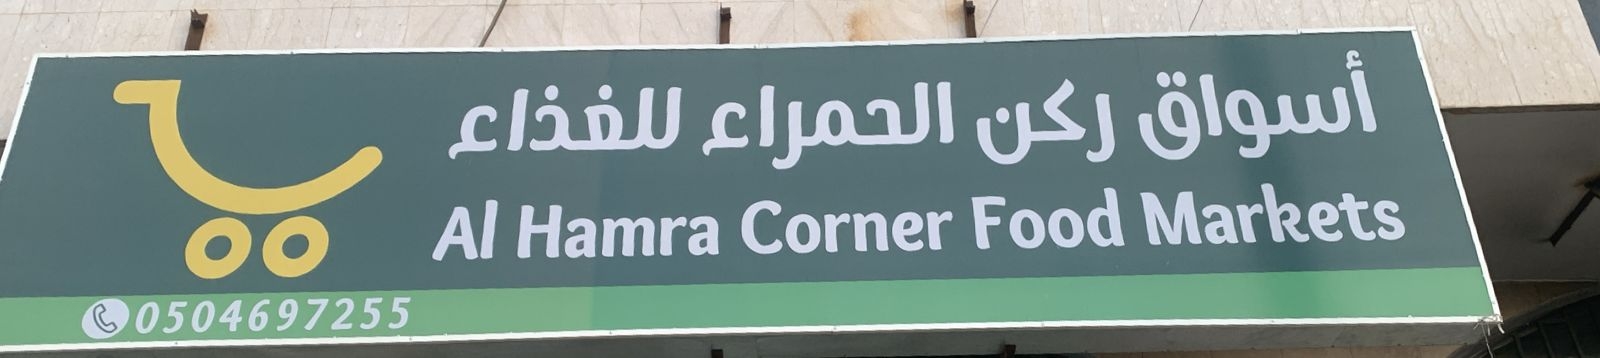 أسواق ركن الحمراء للغذاء
Al Hamra Corner Food Markets
0504697255